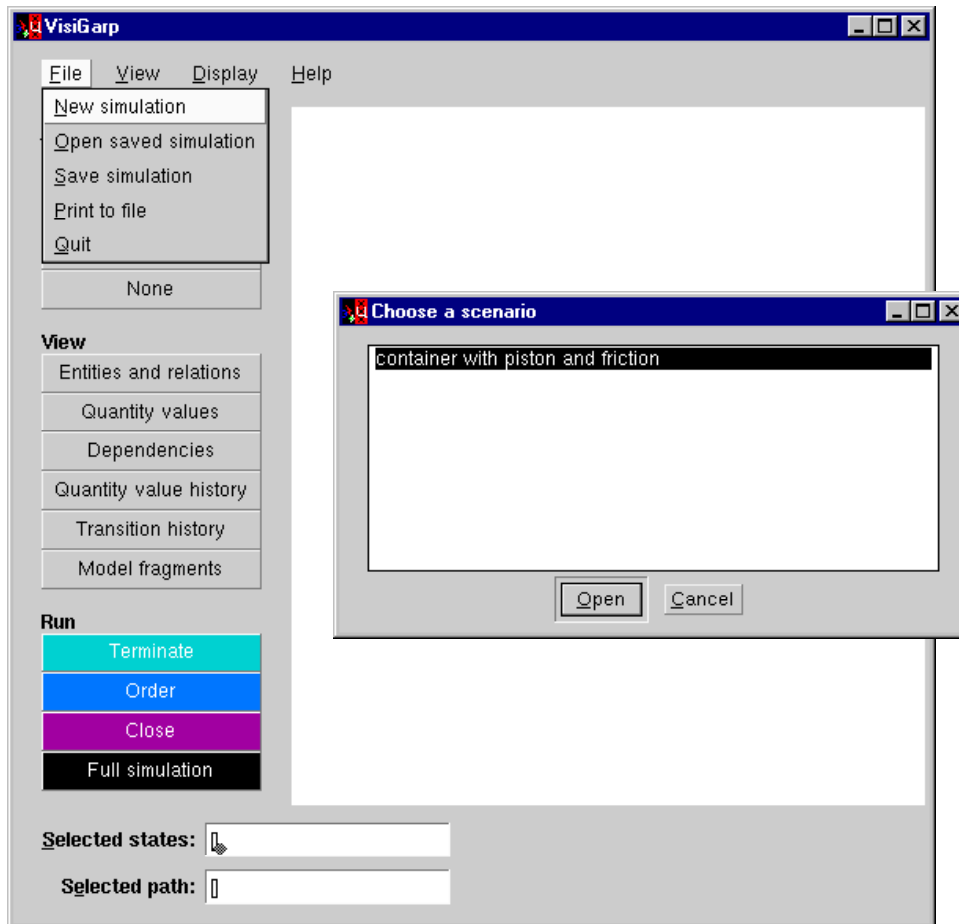 VisiGarp
File View Display Help
New simulation
Open saved simulation
Save simulation
Print to file
Quit
None
View
Entities and relations
Quantity values
Dependencies
Quantity value history
Transition history
Model fragments
Run
Terminate
Order
Close
Full simulation
Selected states: []
Selected path: []
Choose a scenario
container with piston and friction
Open Cancel